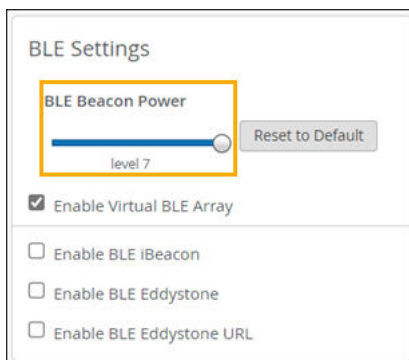 BLE Settings
BLE Beacon Power
Reset to Default
level 7
Enable Virtual BLE Array
Enable BLE iBeacon
Enable BLE Eddystone
Enable BLE Eddystone URL